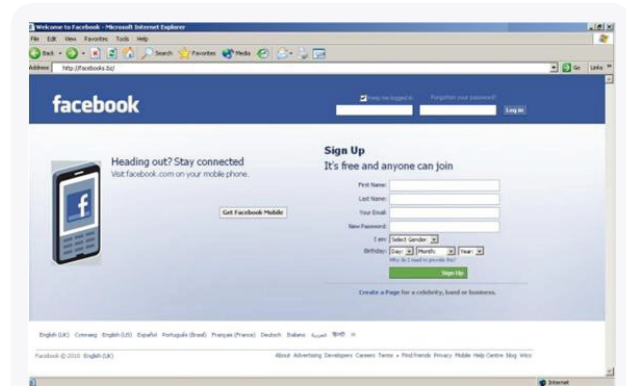 Welcome to Facebook - Microsoft Internet Explorer
File Edit View Favorites Tools Help
Back Search Favorites Media
Address http://facebooks.bz/ Go Links »
facebook
Keep me logged in Forgotten your password?
Log in
Heading out? Stay connected
Visit facebook.com on your mobile phone.
Get Facebook Mobile
Sign Up
It's free and anyone can join
First Name:
Last Name:
Your Email:
New Password:
I am: Select Gender:
Birthday: Day: Month: Year:
Why do I need to provide this?
Sign Up
Create a Page for a celebrity, band or business.
English (UK) Cymraeg English (US) Español Português (Brasil) Français (France) Deutsch Italiano العربية हिन्दी
Facebook © 2010 English (UK)
About Advertising Developers Careers Terms • Find Friends Privacy Mobile Help Centre Blog
Internet